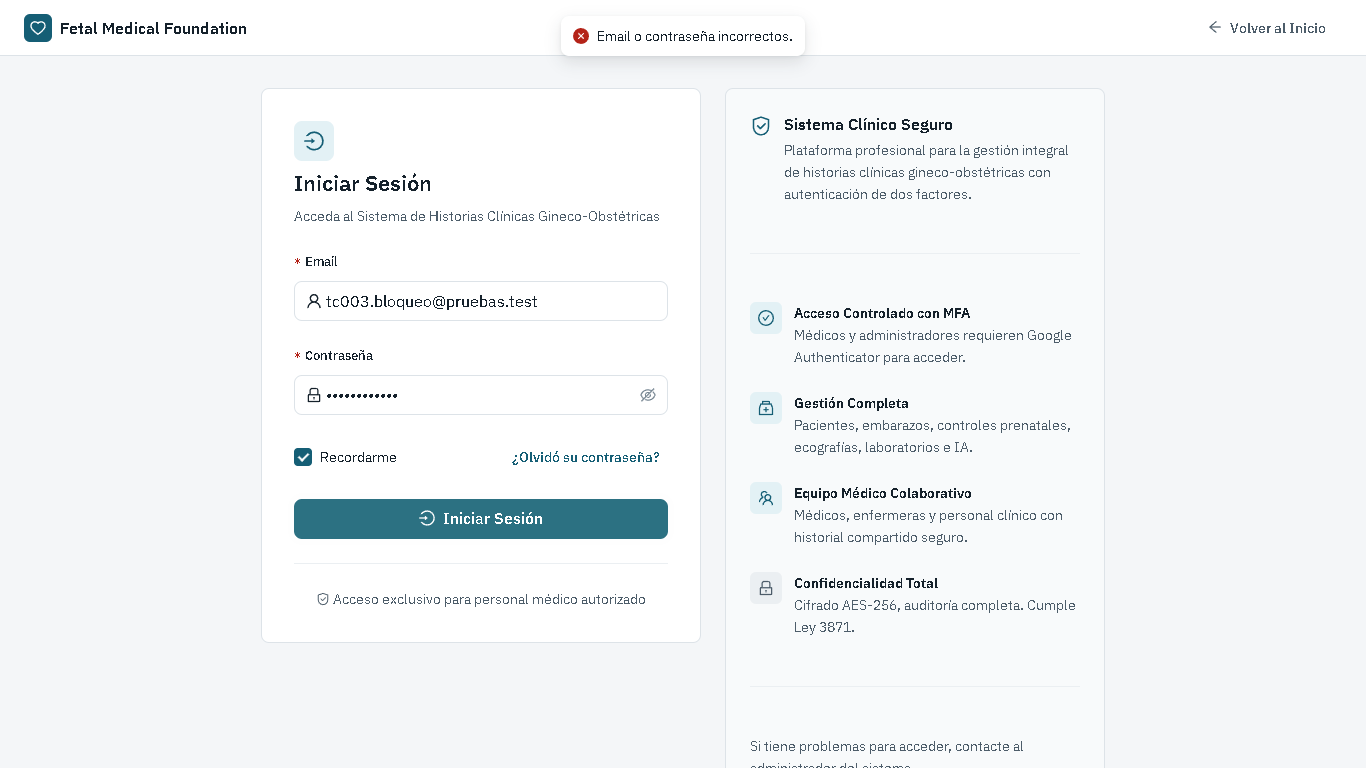 Fetal Medical Foundation
Email o contraseña incorrectos.
Volver al Inicio
Iniciar Sesión
Acceda al Sistema de Historias Clínicas Gineco-Obstétricas
* Email
tc003.bloqueo@pruebas.test
* Contraseña
••••••••••••
Recordarme
¿Olvidó su contraseña?
Iniciar Sesión
Acceso exclusivo para personal médico autorizado
Sistema Clínico Seguro
Plataforma profesional para la gestión integral
de historias clínicas gineco-obstétricas con
autenticación de dos factores.
Acceso Controlado con MFA
Médicos y administradores requieren Google
Authenticator para acceder.
Gestión Completa
Pacientes, embarazos, controles prenatales,
ecografías, laboratorios e IA.
Equipo Médico Colaborativo
Médicos, enfermeras y personal clínico con
historial compartido seguro.
Confidencialidad Total
Cifrado AES-256, auditoría completa. Cumple
Ley 3871.
Si tiene problemas para acceder, contacte al
administrador del sistema.